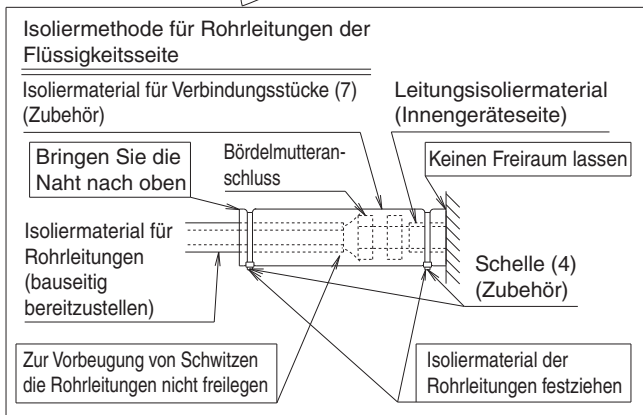 Isoliermethode für Rohrleitungen der
Flüssigkeitsseite
Isoliermaterial für Verbindungsstücke (7)
(Zubehör)
Leitungsisoliermaterial
(Innengeräteseite)
Bringen Sie die
Naht nach oben
Bördelmutteran-
schluss
Keinen Freiraum lassen
Isoliermaterial für
Rohrleitungen
(bauseitig
bereitzustellen)
Schelle (4)
(Zubehör)
Zur Vorbeugung von Schwitzen
die Rohrleitungen nicht freilegen
Isoliermaterial der
Rohrleitungen festziehen